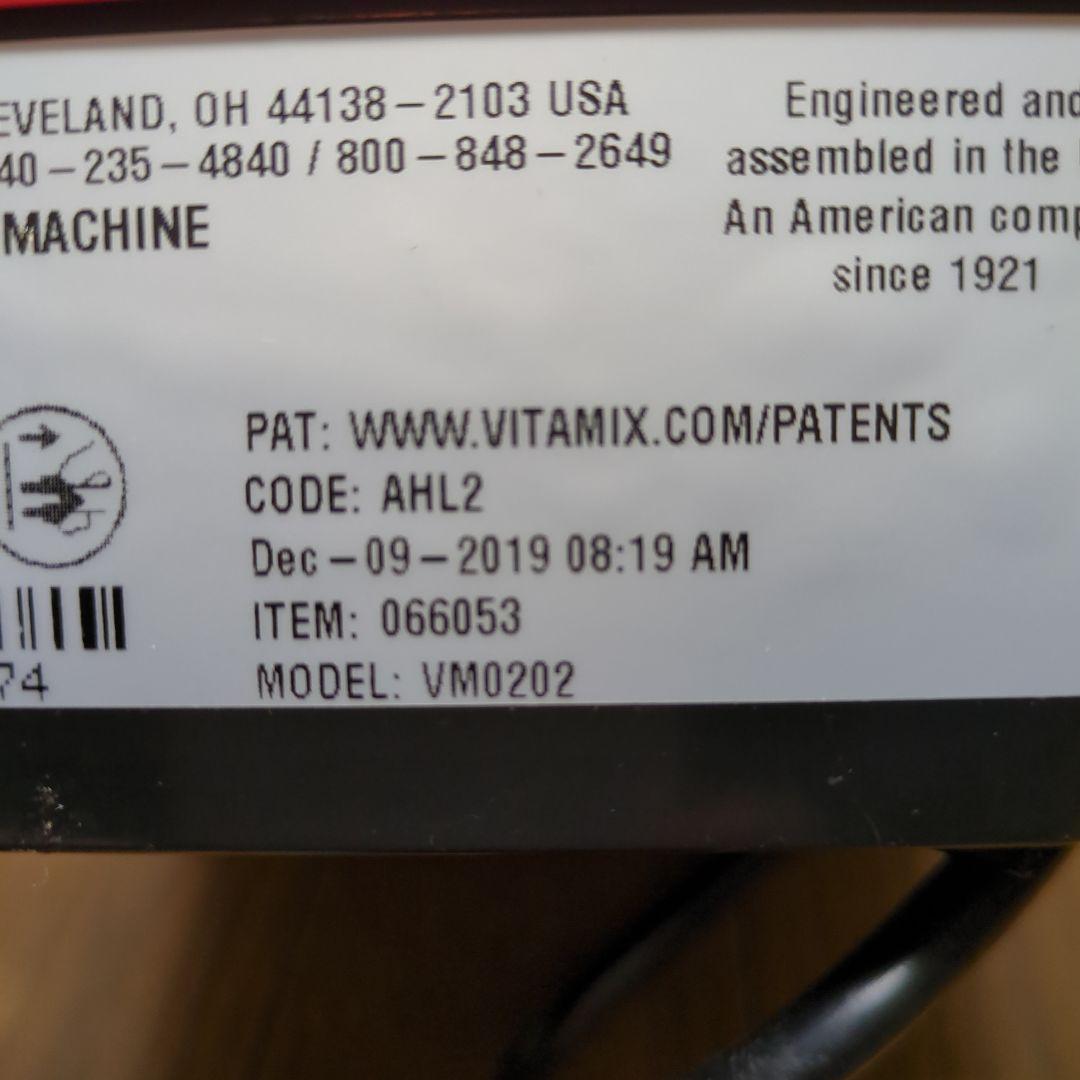 EVELAND, OH 44138-2103 USA
40-235-4840 / 800-848-2649
MACHINE
Engineered and
assembled in the
An American comp
since 1921
PAT: WWW.VITAMIX.COM/PATENTS
CODE: AHL2
Dec-09-2019 08:19 AM
ITEM: 066053
MODEL: VM0202
74